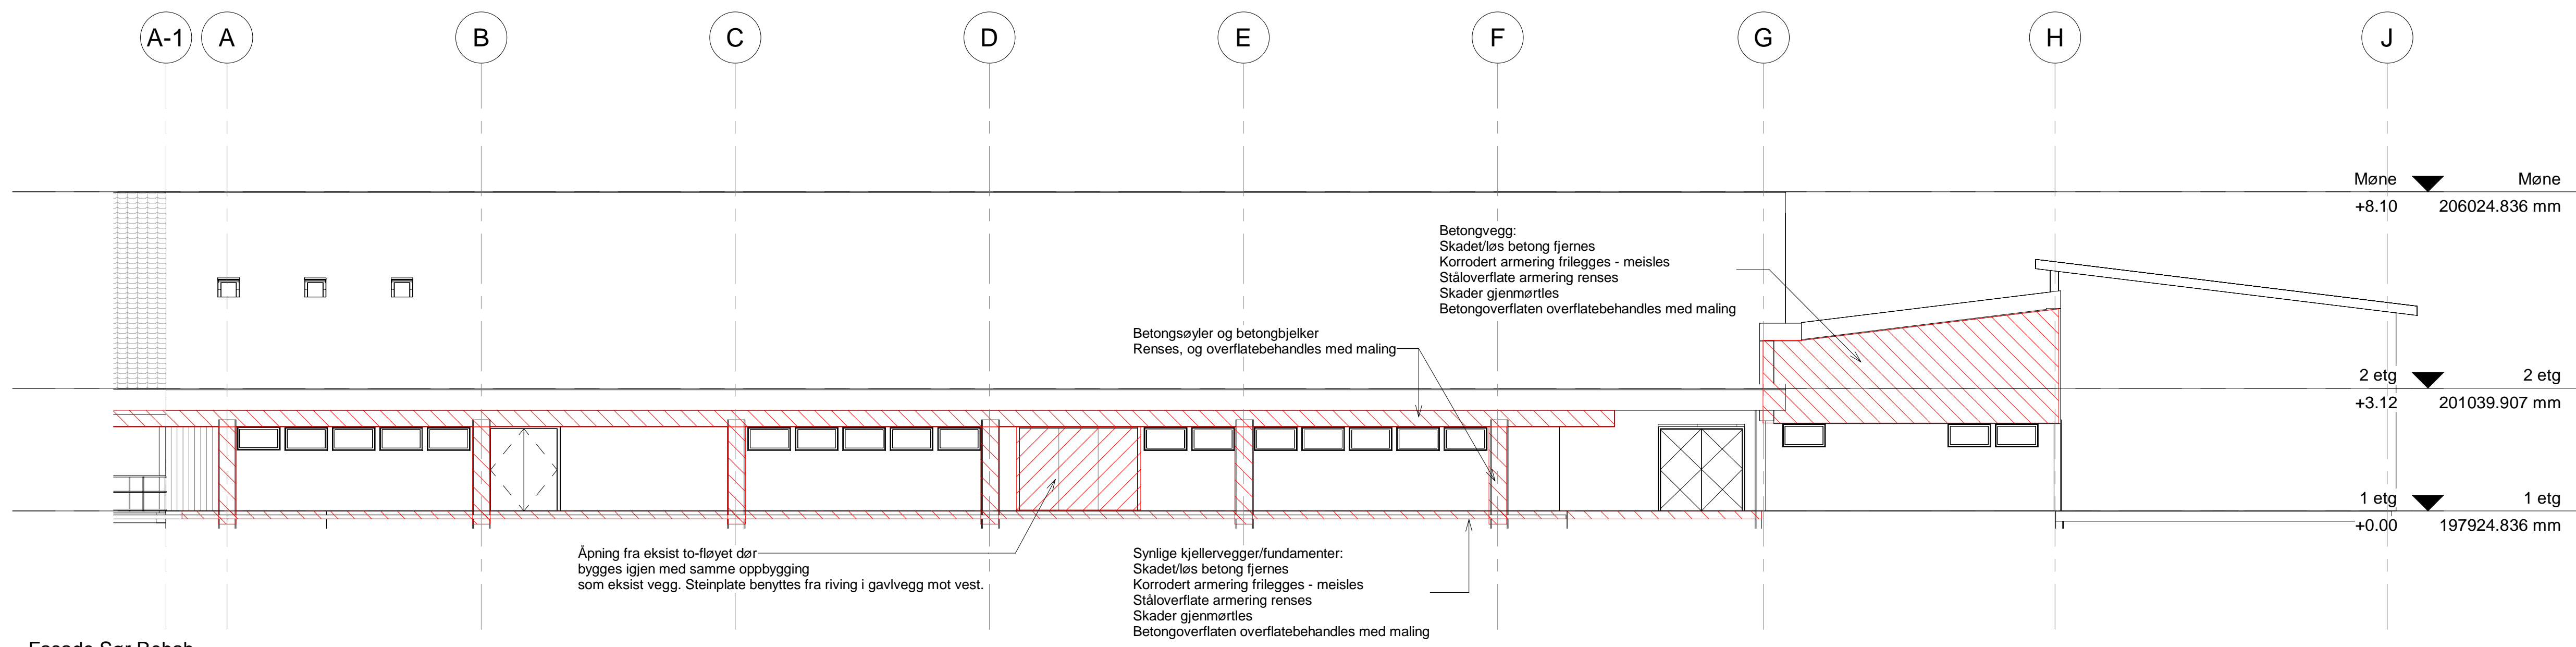 A-1 A B C D E F G H J
Møne Møne
+8.10 206024.836 mm
Betongvegg:
Skadet/løs betong fjernes
Korrodert armering frilegges - meisles
Ståloverflate armering renses
Skader gjenmørtles
Betongoverflaten overflatebehandles med maling
Betongsøyler og betongbjelker
Renses, og overflatebehandles med maling
2 etg 2 etg
+3.12 201039.907 mm
1 etg 1 etg
+0.00 197924.836 mm
Åpning fra eksist to-fløyet dør
bygges igjen med samme oppbygging
som eksist vegg. Steinplate benyttes fra riving i gavlvegg mot vest.
Synlige kjellervegger/fundamenter:
Skadet/løs betong fjernes
Korrodert armering frilegges - meisles
Ståloverflate armering renses
Skader gjenmørtles
Betongoverflaten overflatebehandles med maling
Fasade Sør Rehab